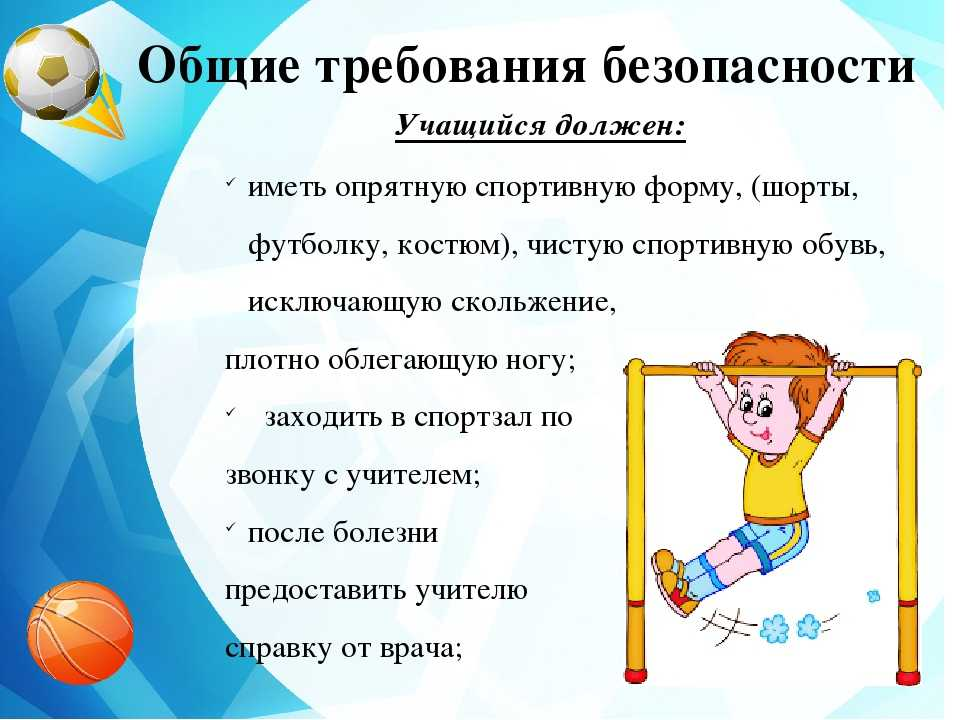 Общие требования безопасности
Учащийся должен:
✓ иметь опрятную спортивную форму, (шорты,
футболку, костюм), чистую спортивную обувь,
исключающую скольжение,
плотно облегающую ногу;
✓ заходить в спортзал по
звонку с учителем;
✓ после болезни
предоставить учителю
справку от врача;